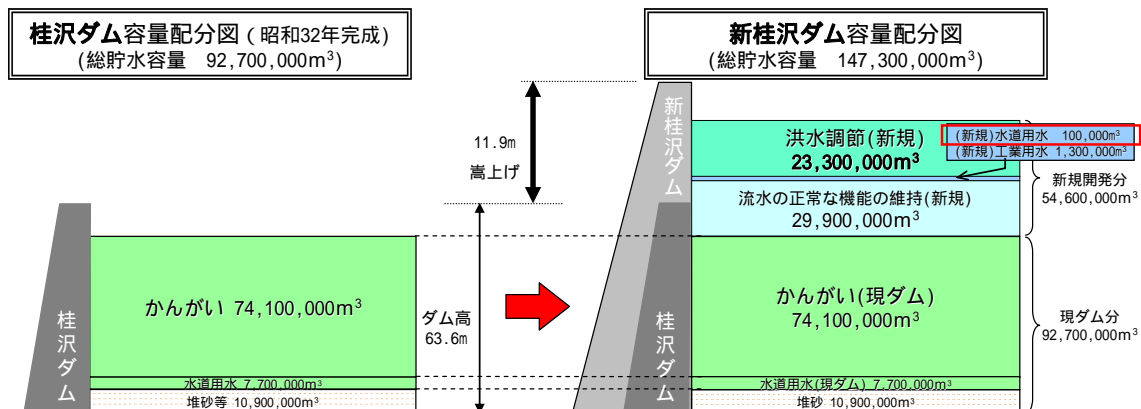 桂沢ダム容量配分図(昭和32年完成)
(総貯水容量 92,700,000m³)
新桂沢ダム容量配分図
(総貯水容量 147,300,000m³)
11.9m
嵩上げ
新桂沢ダム
洪水調節(新規)
23,300,000m³
(新規)水道用水 100,000m³
(新規)工業用水 1,300,000m³
新規開発分
54,600,000m³
流水の正常な機能の維持(新規)
29,900,000m³
桂沢ダム
かんがい 74,100,000m³
水道用水 7,700,000m³
堆砂等 10,900,000m³
ダム高
63.6m
桂沢ダム
かんがい(現ダム)
74,100,000m³
水道用水(現ダム) 7,700,000m³
堆砂 10,900,000m³
現ダム分
92,700,000m³